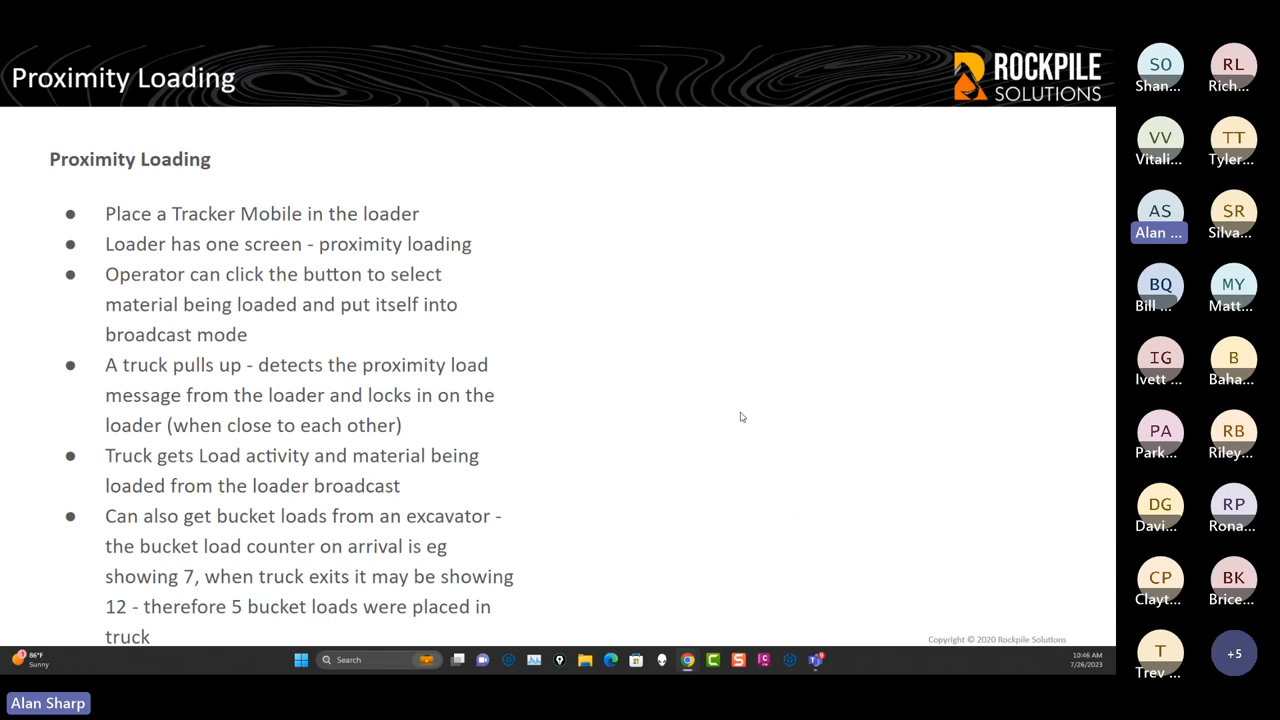 Proximity Loading
ROCKPILE
SOLUTIONS
Proximity Loading
● Place a Tracker Mobile in the loader
● Loader has one screen - proximity loading
● Operator can click the button to select
material being loaded and put itself into
broadcast mode
● A truck pulls up - detects the proximity load
message from the loader and locks in on the
loader (when close to each other)
● Truck gets Load activity and material being
loaded from the loader broadcast
● Can also get bucket loads from an excavator -
the bucket load counter on arrival is eg
showing 7, when truck exits it may be showing
12 - therefore 5 bucket loads were placed in
truck
Copyright © 2020 Rockpile Solutions
SO RL
Shan... Rich...
VV TT
Vitali... Tyler...
AS SR
Alan ... Silva...
BQ MY
Bill ... Matt...
IG B
Ivett ... Baha...
PA RB
Park... Riley...
DG RP
Davi... Rona...
CP BK
Clayt... Brice...
T +5
Trev ...
1
86°F
Sunny
Search
10:46 AM
7/26/2023
Alan Sharp